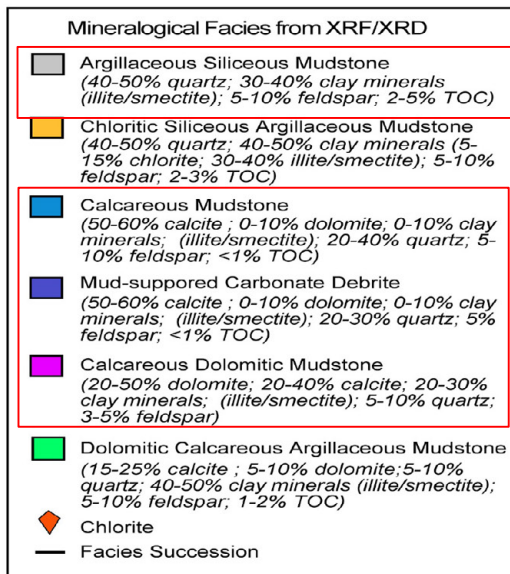 Mineralogical Facies from XRF/XRD
Argillaceous Siliceous Mudstone
(40-50% quartz; 30-40% clay minerals
(illite/smectite); 5-10% feldspar; 2-5% TOC)
Chloritic Siliceous Argillaceous Mudstone
(40-50% quartz; 40-50% clay minerals (5-
15% chlorite; 30-40% illite/smectite); 5-10%
feldspar; 2-3% TOC)
Calcareous Mudstone
(50-60% calcite ; 0-10% dolomite; 0-10% clay
minerals; (illite/smectite); 20-40% quartz; 5-
10% feldspar; <1% TOC)
Mud-suppored Carbonate Debrite
(50-60% calcite ; 0-10% dolomite; 0-10% clay
minerals; (illite/smectite); 20-30% quartz; 5%
feldspar; <1% TOC)
Calcareous Dolomitic Mudstone
(20-50% dolomite; 20-40% calcite; 20-30%
clay minerals; (illite/smectite); 5-10% quartz;
3-5% feldspar)
Dolomitic Calcareous Argillaceous Mudstone
(15-25% calcite ; 5-10% dolomite;5-10%
quartz; 40-50% clay minerals (illite/smectite);
5-10% feldspar; 1-2% TOC)
Chlorite
Facies Succession